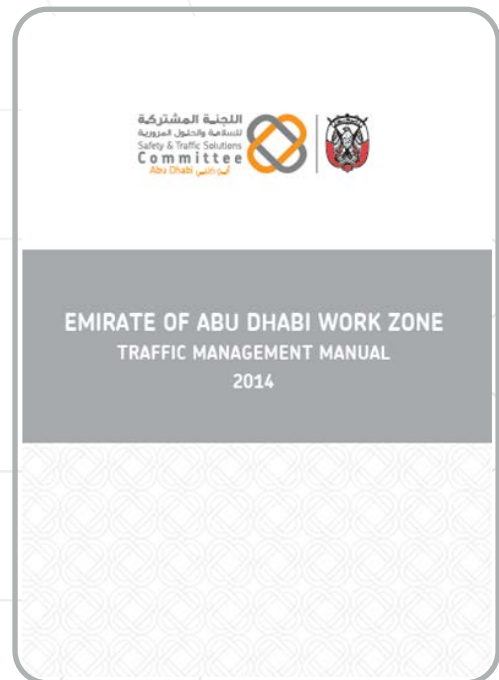 اللجنة المشتركة
للسلامة والحلول المرورية
Safety & Traffic Solutions
Committee
Abu Dhabi أبوظبي
EMIRATE OF ABU DHABI WORK ZONE
TRAFFIC MANAGEMENT MANUAL
2014